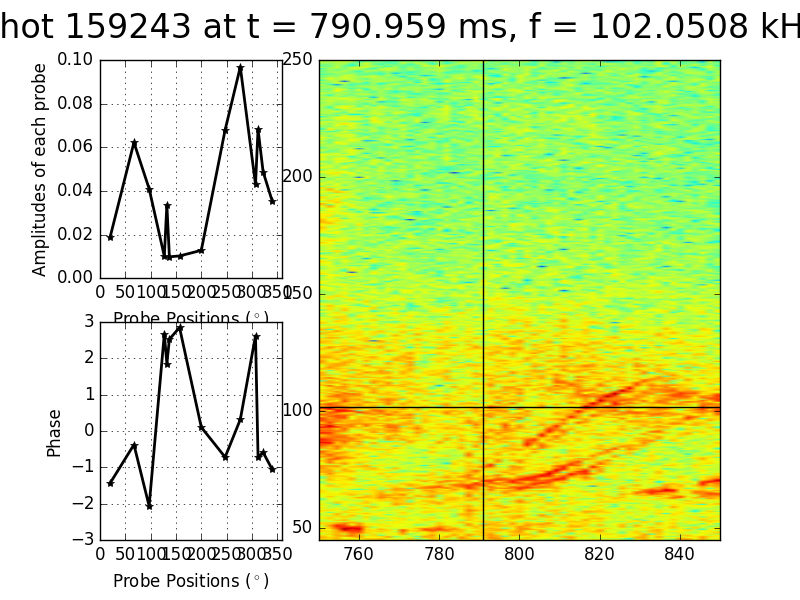 hot 159243 at t = 790.959 ms, f = 102.0508 kH
Amplitudes of each probe
0.10
0.08
0.06
0.04
0.02
0.00
0 50 100 150 200 250 300 350
Probe Positions (°)
Phase
3
2
1
0
−1
−2
−3
0 50 100 150 200 250 300 350
Probe Positions (°)
250
200
150
100
50
760 780 800 820 840